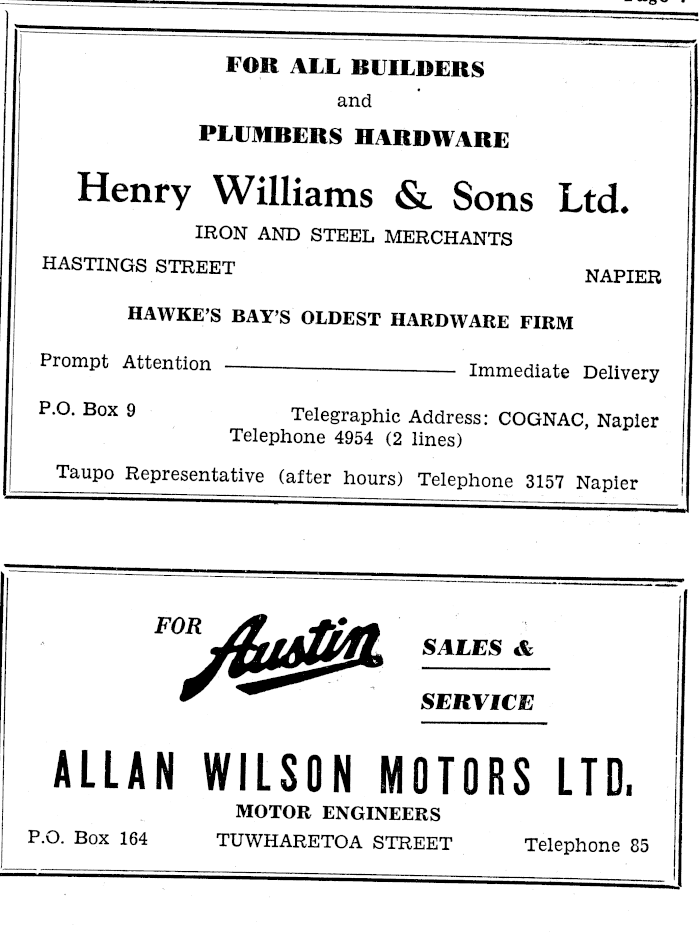 FOR ALL BUILDERS
and
PLUMBERS HARDWARE
Henry Williams & Sons Ltd.
IRON AND STEEL MERCHANTS
HASTINGS STREET NAPIER
HAWKE'S BAY'S OLDEST HARDWARE FIRM
Prompt Attention Immediate Delivery
P.O. Box 9 Telegraphic Address: COGNAC, Napier
Telephone 4954 (2 lines)
Taupo Representative (after hours) Telephone 3157 Napier
FOR Austin SALES &
SERVICE
ALLAN WILSON MOTORS LTD.
MOTOR ENGINEERS
P.O. Box 164 TUWHARETOA STREET Telephone 85